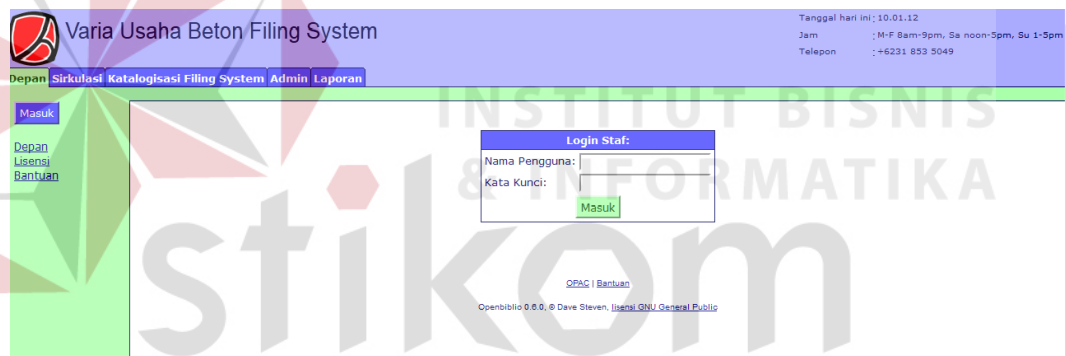 Varia Usaha Beton Filing System
Tanggal hari ini: 10.01.12
Jam : M-F 8am-9pm, Sa noon-5pm, Su 1-5pm
Telepon : +6231 853 5049
Depan Sirkulasi Katalogisasi Filing System Admin Laporan
Masuk
Depan
Lisensi
Bantuan
INSTITUT BISNIS
& INFORMATIKA
stikom
Login Staf:
Nama Pengguna:
Kata Kunci:
Masuk
OPAC | Bantuan
Openbiblio 0.6.0, © Dave Steven, lisensi GNU General Public